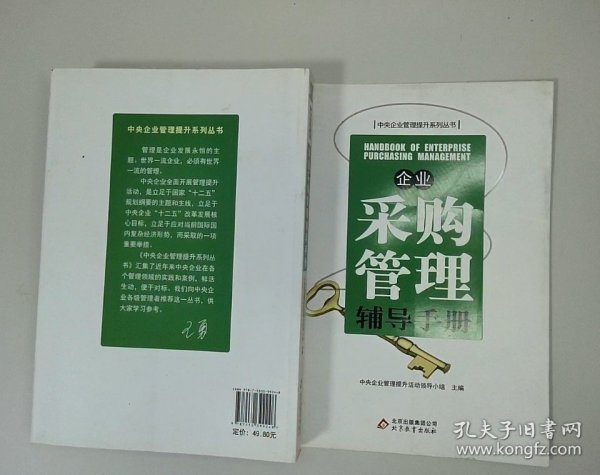 中央企业管理提升系列丛书
管理是企业发展永恒的主
题。世界一流企业，必须有世界
一流的管理。
中央企业全面开展管理提升
活动，是立足于国家“十二五”
规划纲要的主题和主线，立足于
中央企业“十二五”改革发展核
心目标，立足于应对当前国际国
内复杂经济形势，而采取的一项
重要举措。
《中央企业管理提升系列丛
书》汇集了近年来中央企业在各
个管理领域的实践和案例，鲜活
生动，便于对标。我们向中央企
业各级管理者推荐这一丛书，供
大家学习参考。
王勇
定价：49.80元
中央企业管理提升系列丛书
HANDBOOK OF ENTERPRISE
PURCHASING MANAGEMENT
企业
采购
管理
辅导手册
中央企业管理提升活动领导小组 主编
北京出版集团公司
北京教育出版社
孔夫子旧书网
www.kongfz.com